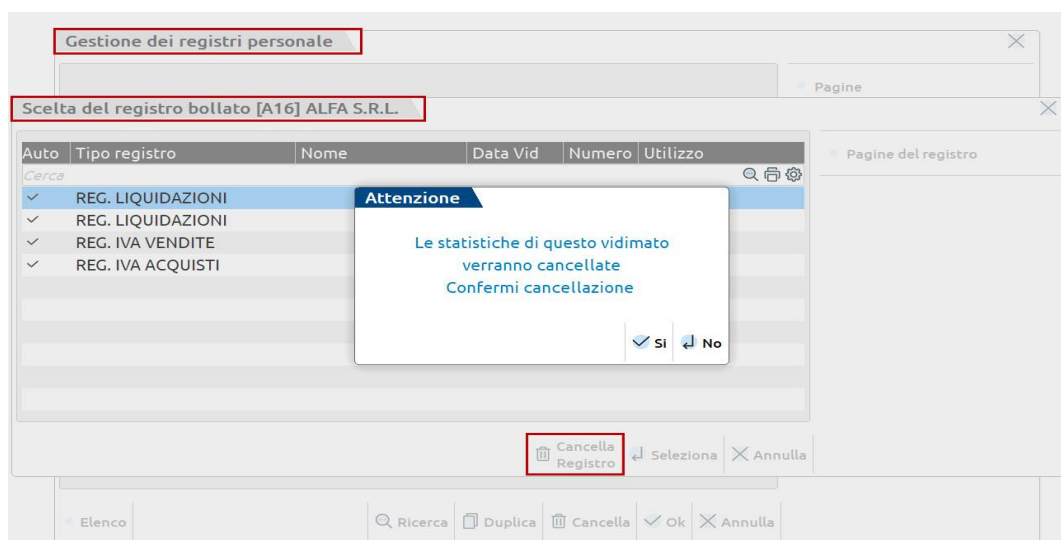 Gestione dei registri personale
Pagine
Scelta del registro bollato [A16] ALFA S.R.L.
Auto Tipo registro Nome Data Vid Numero Utilizzo
Pagine del registro
Cerca
REG. LIQUIDAZIONI
REG. LIQUIDAZIONI
REG. IVA VENDITE
REG. IVA ACQUISTI
Attenzione
Le statistiche di questo vidimato
verranno cancellate
Confermi cancellazione
Si No
Cancella
Registro
Seleziona Annulla
Elenco Ricerca Duplica Cancella Ok Annulla